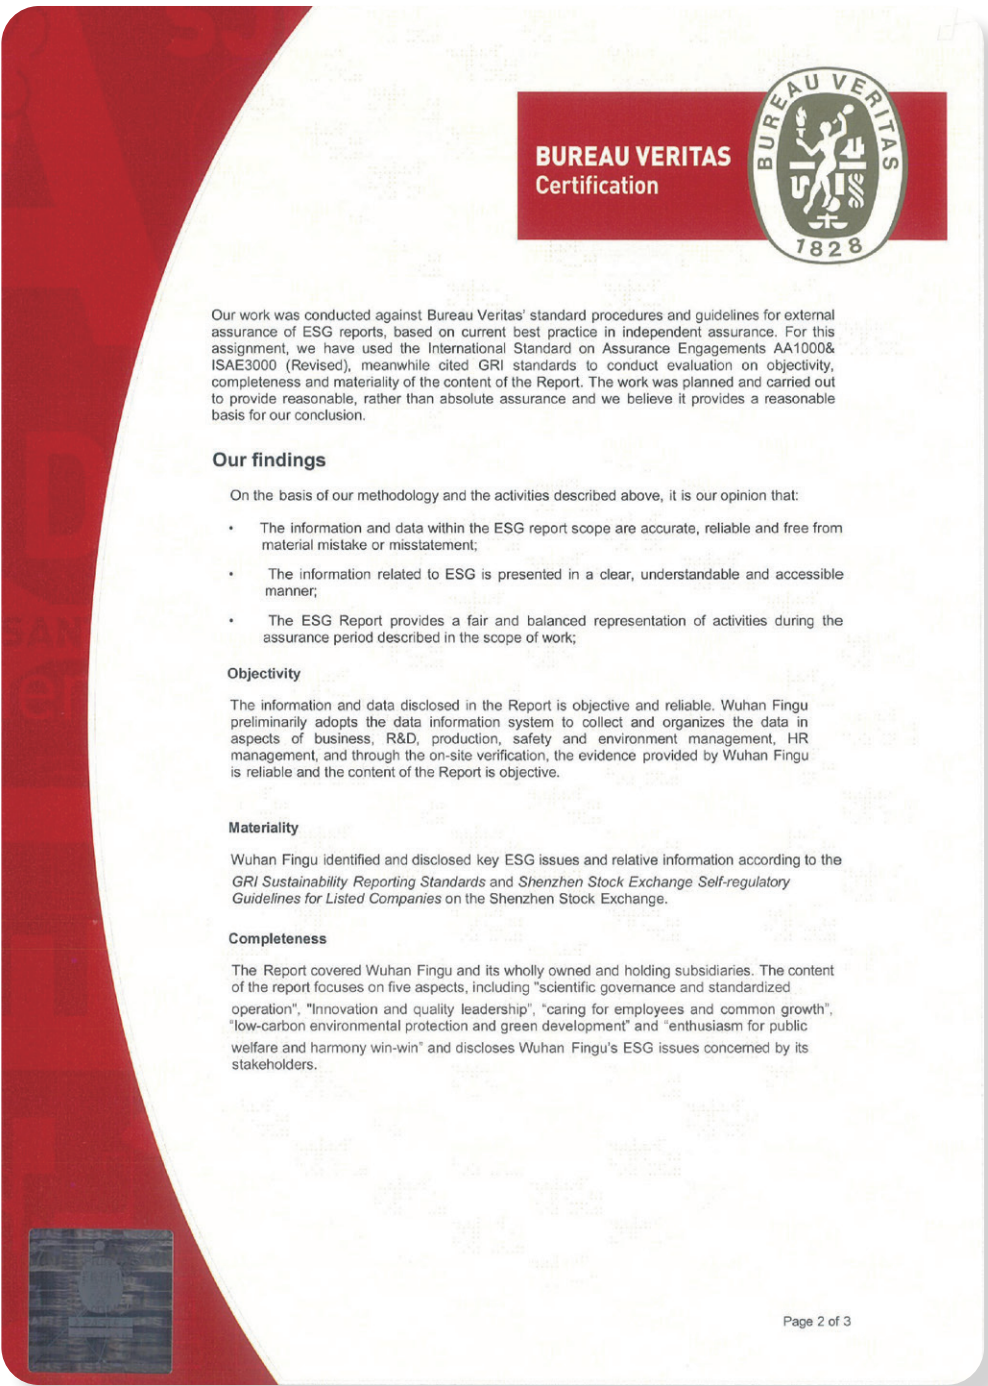 BUREAU VERITAS
Certification
BUREAU VERITAS
1828
Our work was conducted against Bureau Veritas' standard procedures and guidelines for external
assurance of ESG reports, based on current best practice in independent assurance. For this
assignment, we have used the International Standard on Assurance Engagements AA1000&
ISAE3000 (Revised), meanwhile cited GRI standards to conduct evaluation on objectivity,
completeness and materiality of the content of the Report. The work was planned and carried out
to provide reasonable, rather than absolute assurance and we believe it provides a reasonable
basis for our conclusion.
Our findings
On the basis of our methodology and the activities described above, it is our opinion that:
• The information and data within the ESG report scope are accurate, reliable and free from
material mistake or misstatement;
• The information related to ESG is presented in a clear, understandable and accessible
manner;
• The ESG Report provides a fair and balanced representation of activities during the
assurance period described in the scope of work;
Objectivity
The information and data disclosed in the Report is objective and reliable. Wuhan Fingu
preliminarily adopts the data information system to collect and organizes the data in
aspects of business, R&D, production, safety and environment management, HR
management, and through the on-site verification, the evidence provided by Wuhan Fingu
is reliable and the content of the Report is objective.
Materiality
Wuhan Fingu identified and disclosed key ESG issues and relative information according to the
GRI Sustainability Reporting Standards and Shenzhen Stock Exchange Self-regulatory
Guidelines for Listed Companies on the Shenzhen Stock Exchange.
Completeness
The Report covered Wuhan Fingu and its wholly owned and holding subsidiaries. The content
of the report focuses on five aspects, including "scientific governance and standardized
operation", "Innovation and quality leadership", "caring for employees and common growth",
"low-carbon environmental protection and green development" and "enthusiasm for public
welfare and harmony win-win" and discloses Wuhan Fingu's ESG issues concerned by its
stakeholders.
Page 2 of 3